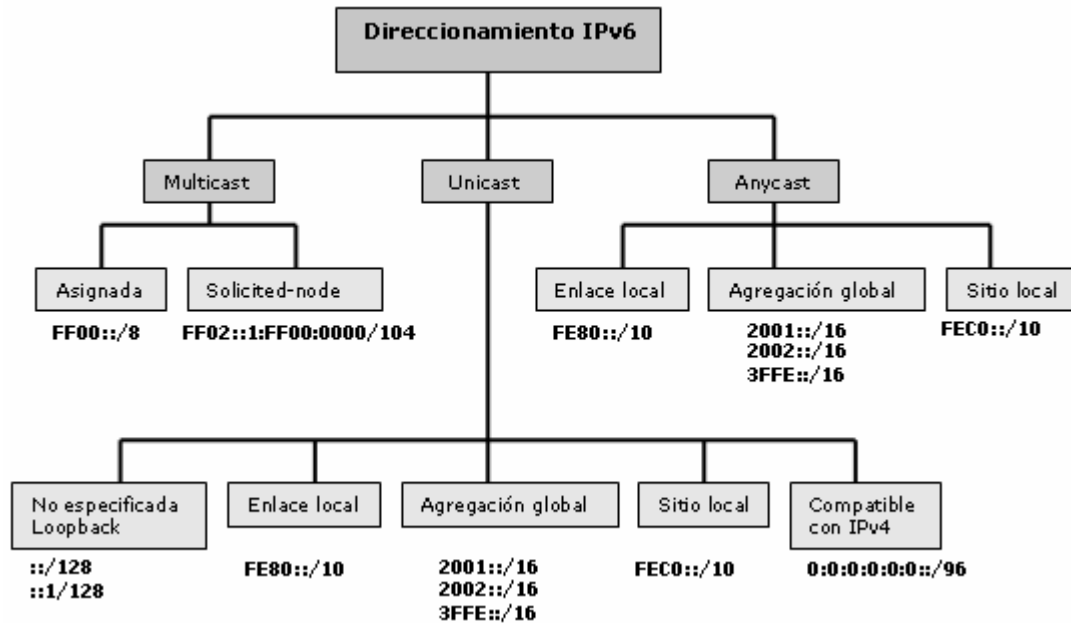 Direccionamiento IPv6
Multicast
Unicast
Anycast
Asignada
Solicited-node
Enlace local
Agregación global
Sitio local
FF00::/8
FF02::1:FF00:0000/104
FE80::/10
2001::/16
2002::/16
3FFE::/16
FEC0::/10
No especificada
Loopback
Enlace local
Agregación global
Sitio local
Compatible
con IPv4
::/128
::1/128
FE80::/10
2001::/16
2002::/16
3FFE::/16
FEC0::/10
0:0:0:0:0:0::/96